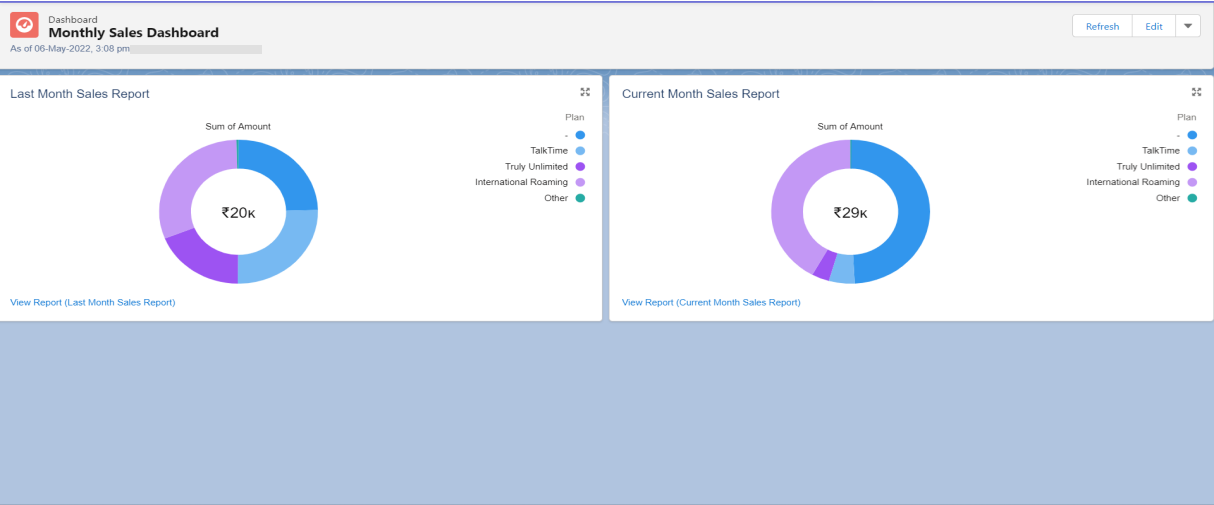 Dashboard
Monthly Sales Dashboard
As of 06-May-2022, 3:08 pm
Refresh
Edit
Last Month Sales Report
Sum of Amount
₹20K
Plan
-
TalkTime
Truly Unlimited
International Roaming
Other
View Report (Last Month Sales Report)
Current Month Sales Report
Sum of Amount
₹29K
Plan
-
TalkTime
Truly Unlimited
International Roaming
Other
View Report (Current Month Sales Report)